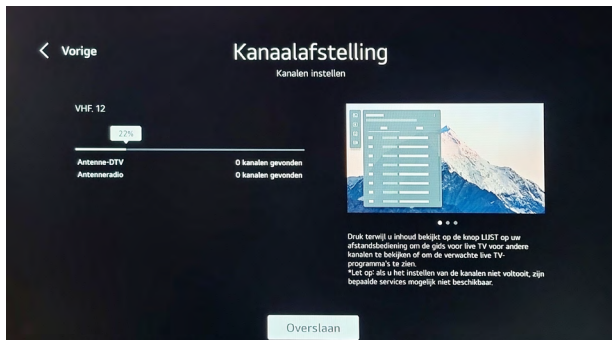 Vorige
Kanaalafstelling
Kanalen instellen
VHF. 12
22%
Antenne-DTV 0 kanalen gevonden
Antenneradio 0 kanalen gevonden
Druk terwijl u inhoud bekijkt op de knop LIJST op uw
afstandsbediening om de gids voor live TV voor andere
kanalen te bekijken of om de verwachte live TV-
programma's te zien.
*Let op: als u het instellen van de kanalen niet voltooit, zijn
bepaalde services mogelijk niet beschikbaar.
Overslaan